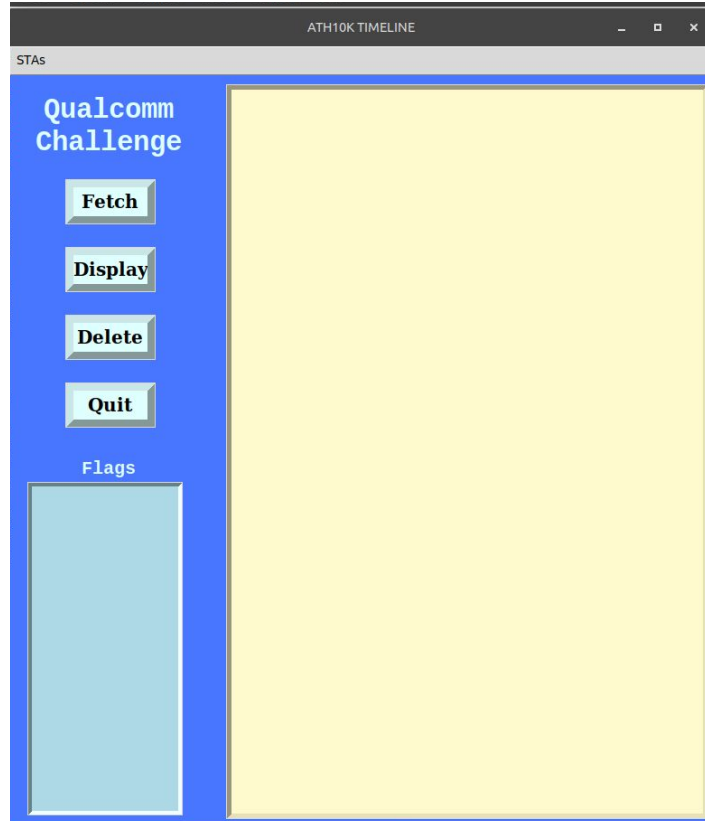 ATH10K TIMELINE
STAs
Qualcomm
Challenge
Fetch
Display
Delete
Quit
Flags